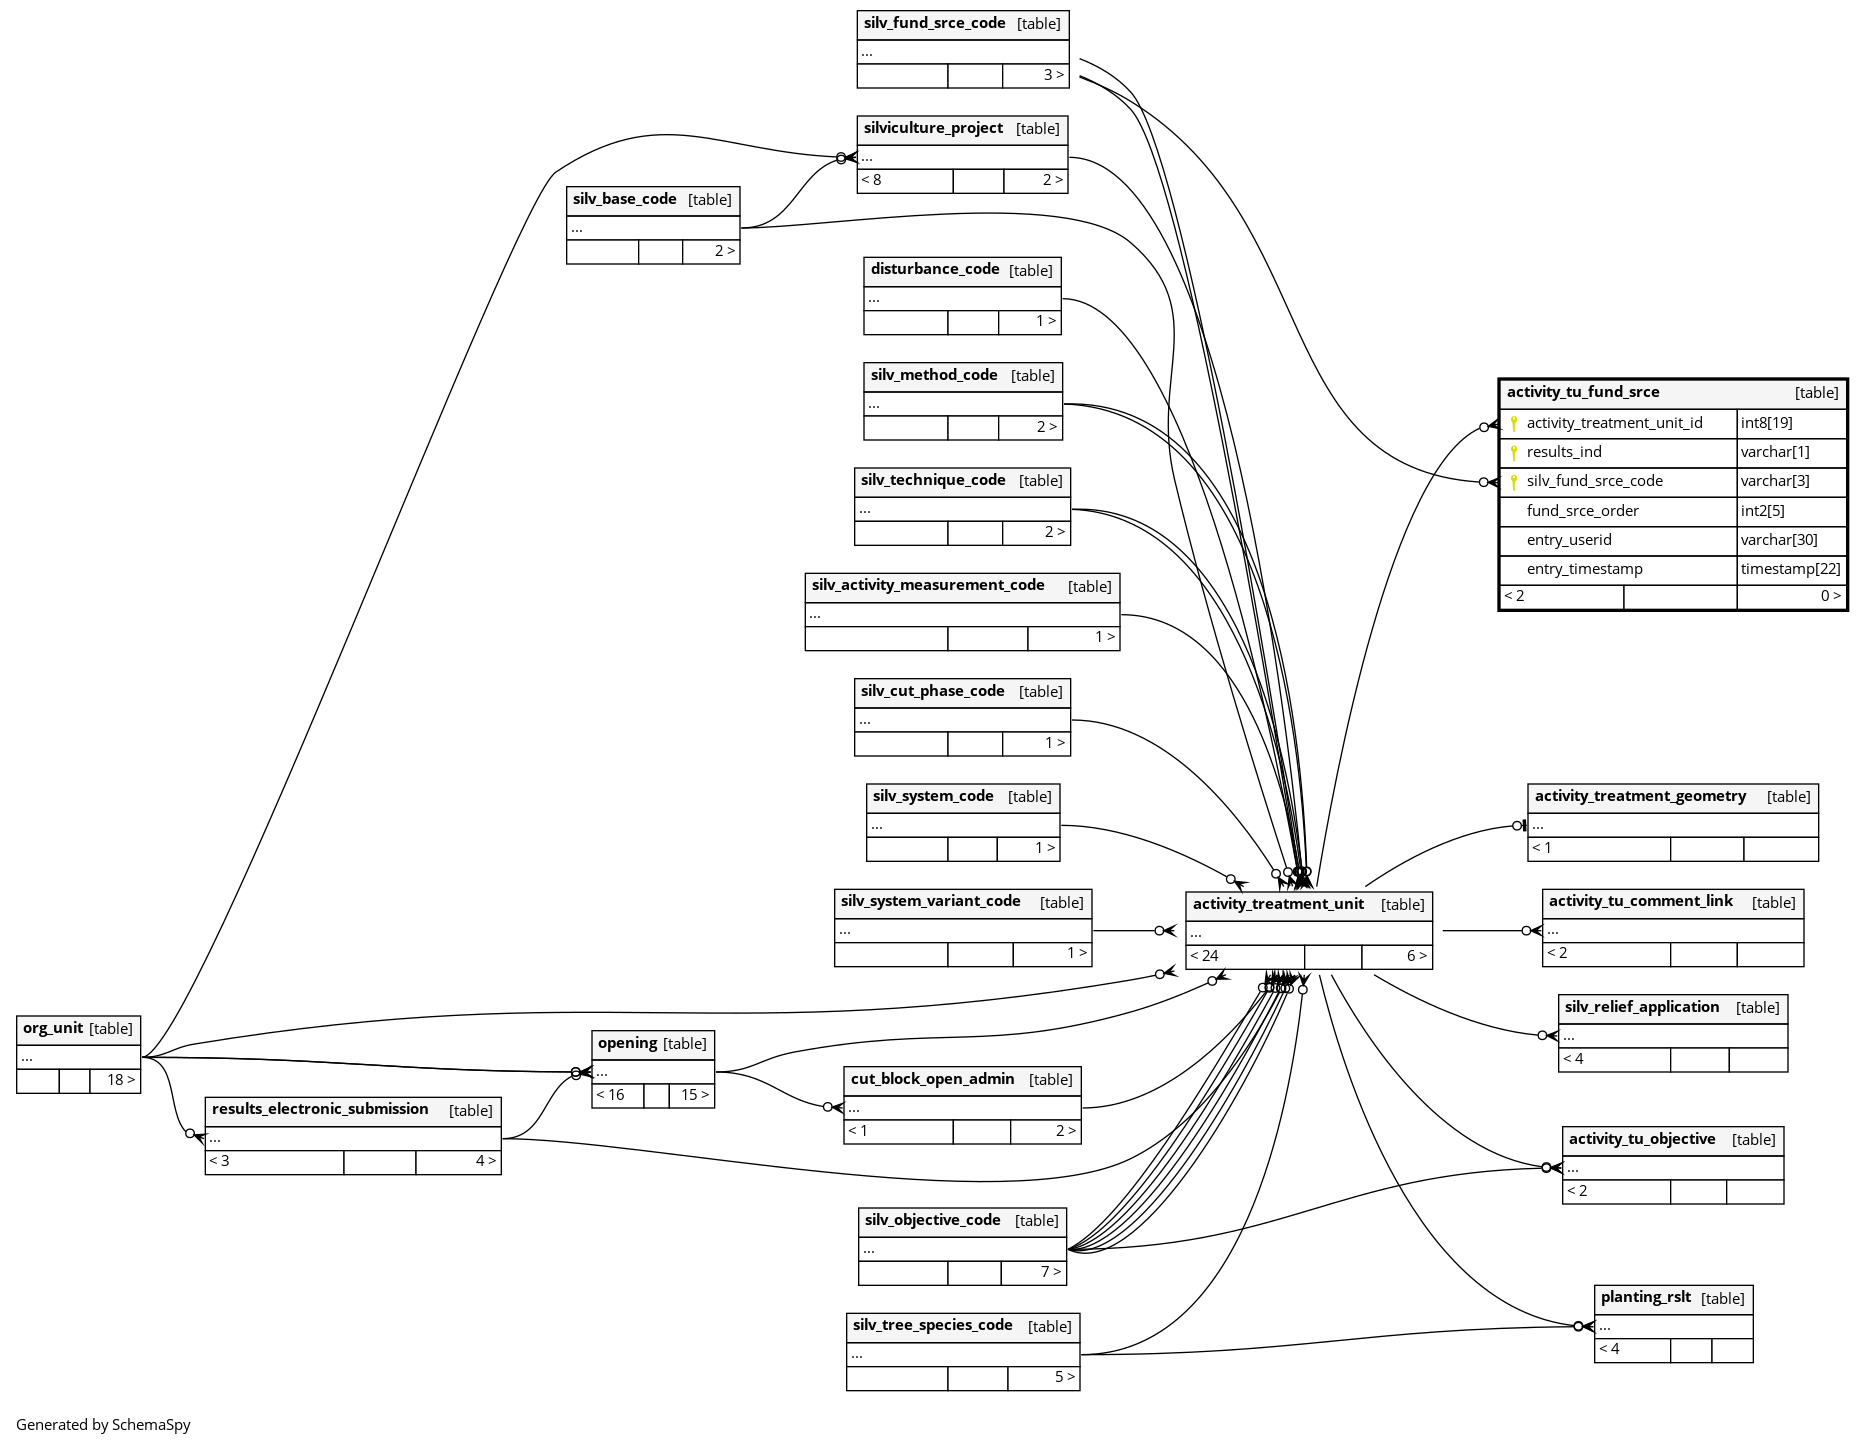 silv_fund_srce_code [table]
...
3 >
silviculture_project [table]
...
< 8 2 >
silv_base_code [table]
...
2 >
disturbance_code [table]
...
1 >
silv_method_code [table]
...
2 >
silv_technique_code [table]
...
2 >
silv_activity_measurement_code [table]
...
1 >
silv_cut_phase_code [table]
...
1 >
silv_system_code [table]
...
1 >
silv_system_variant_code [table]
...
1 >
activity_tu_fund_srce [table]
activity_treatment_unit_id int8[19]
results_ind varchar[1]
silv_fund_srce_code varchar[3]
fund_srce_order int2[5]
entry_userid varchar[30]
entry_timestamp timestamp[22]
< 2 0 >
activity_treatment_unit [table]
...
< 24 6 >
activity_treatment_geometry [table]
...
< 1
activity_tu_comment_link [table]
...
< 2
silv_relief_application [table]
...
< 4
activity_tu_objective [table]
...
< 2
planting_rslt [table]
...
< 4
org_unit [table]
...
18 >
opening [table]
...
< 16 15 >
results_electronic_submission [table]
...
< 3 4 >
cut_block_open_admin [table]
...
< 1 2 >
silv_objective_code [table]
...
7 >
silv_tree_species_code [table]
...
5 >
Generated by SchemaSpy